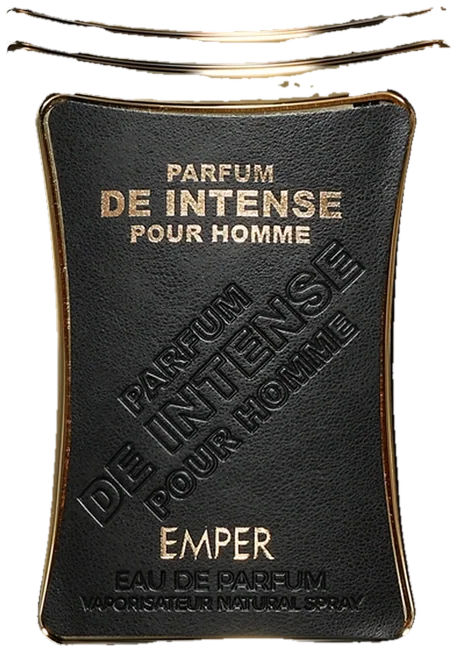 PARFUM
DE INTENSE
POUR HOMME
PARFUM
DE INTENSE
POUR HOMME
EMPER
EAU DE PARFUM
VAPORISATEUR NATURAL SPRAY